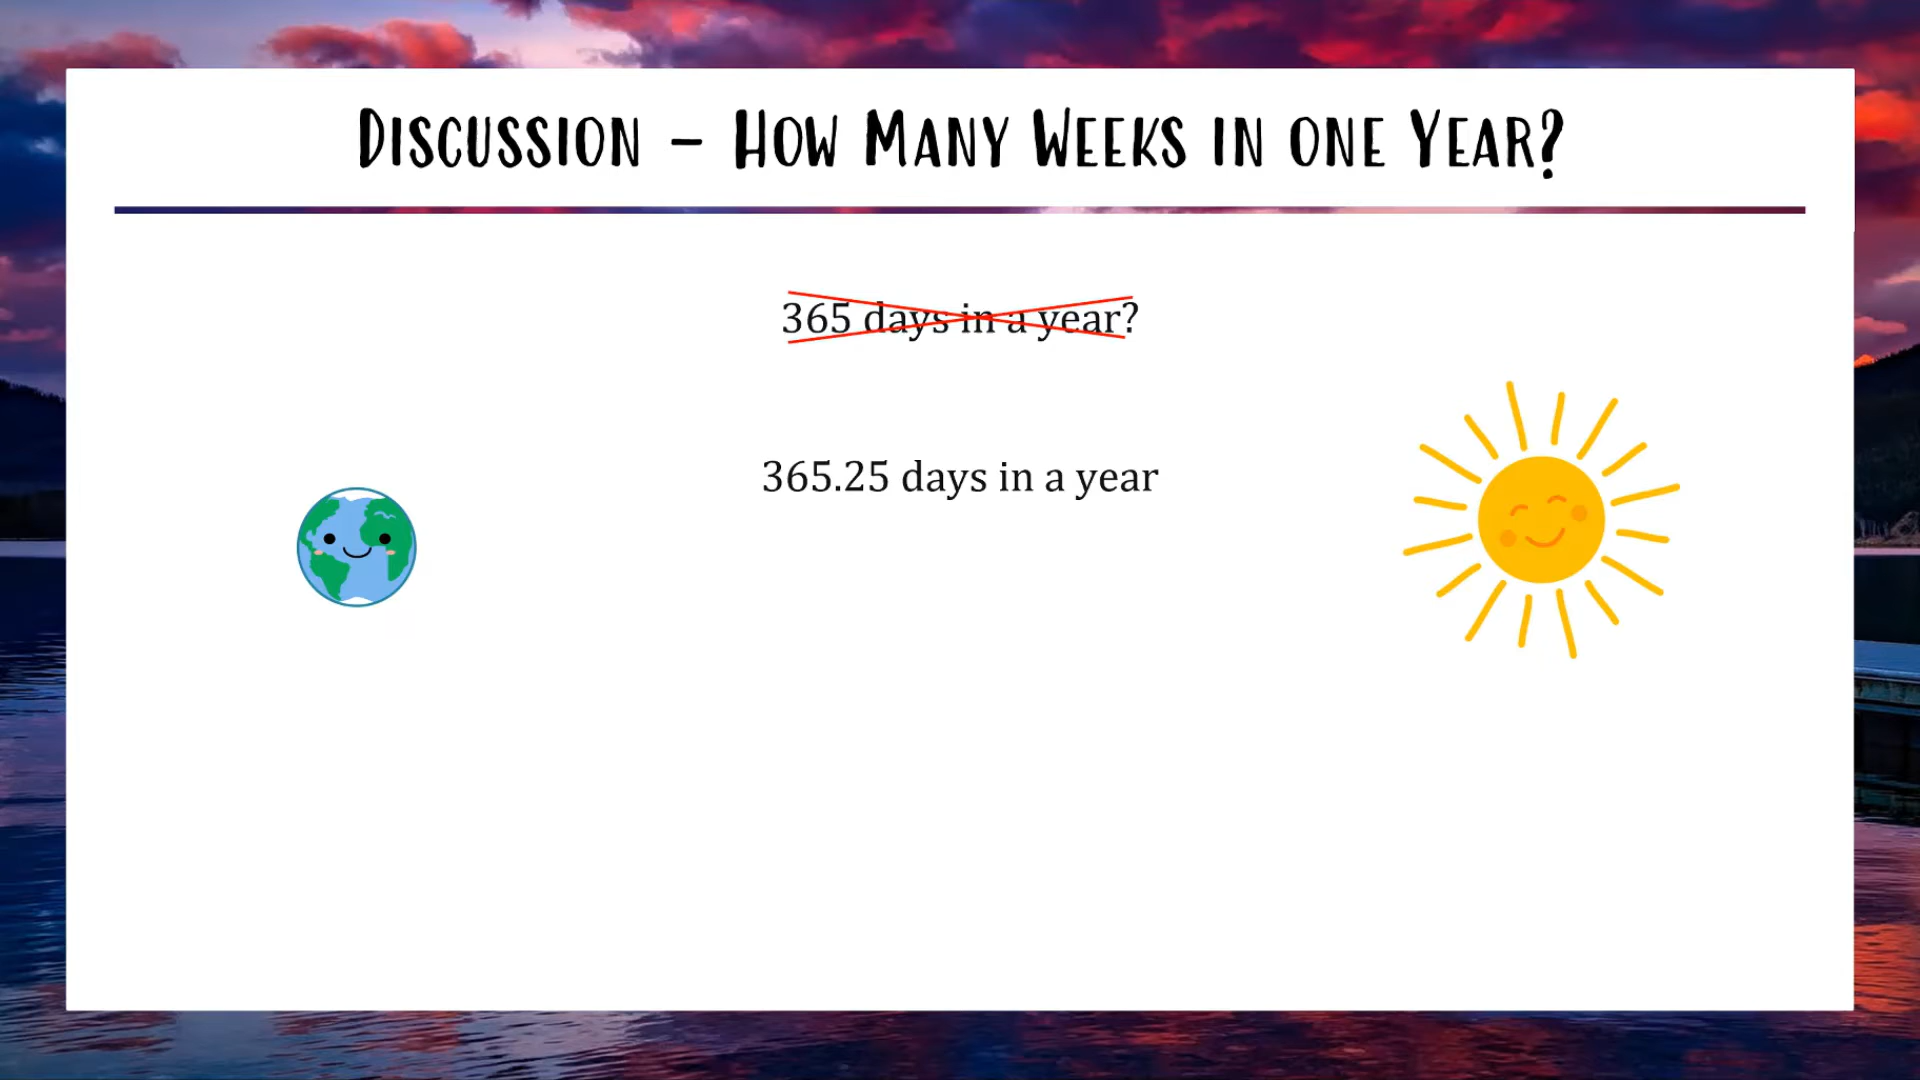 DISCUSSION – HOW MANY WEEKS IN ONE YEAR?
365 days in a year?
365.25 days in a year